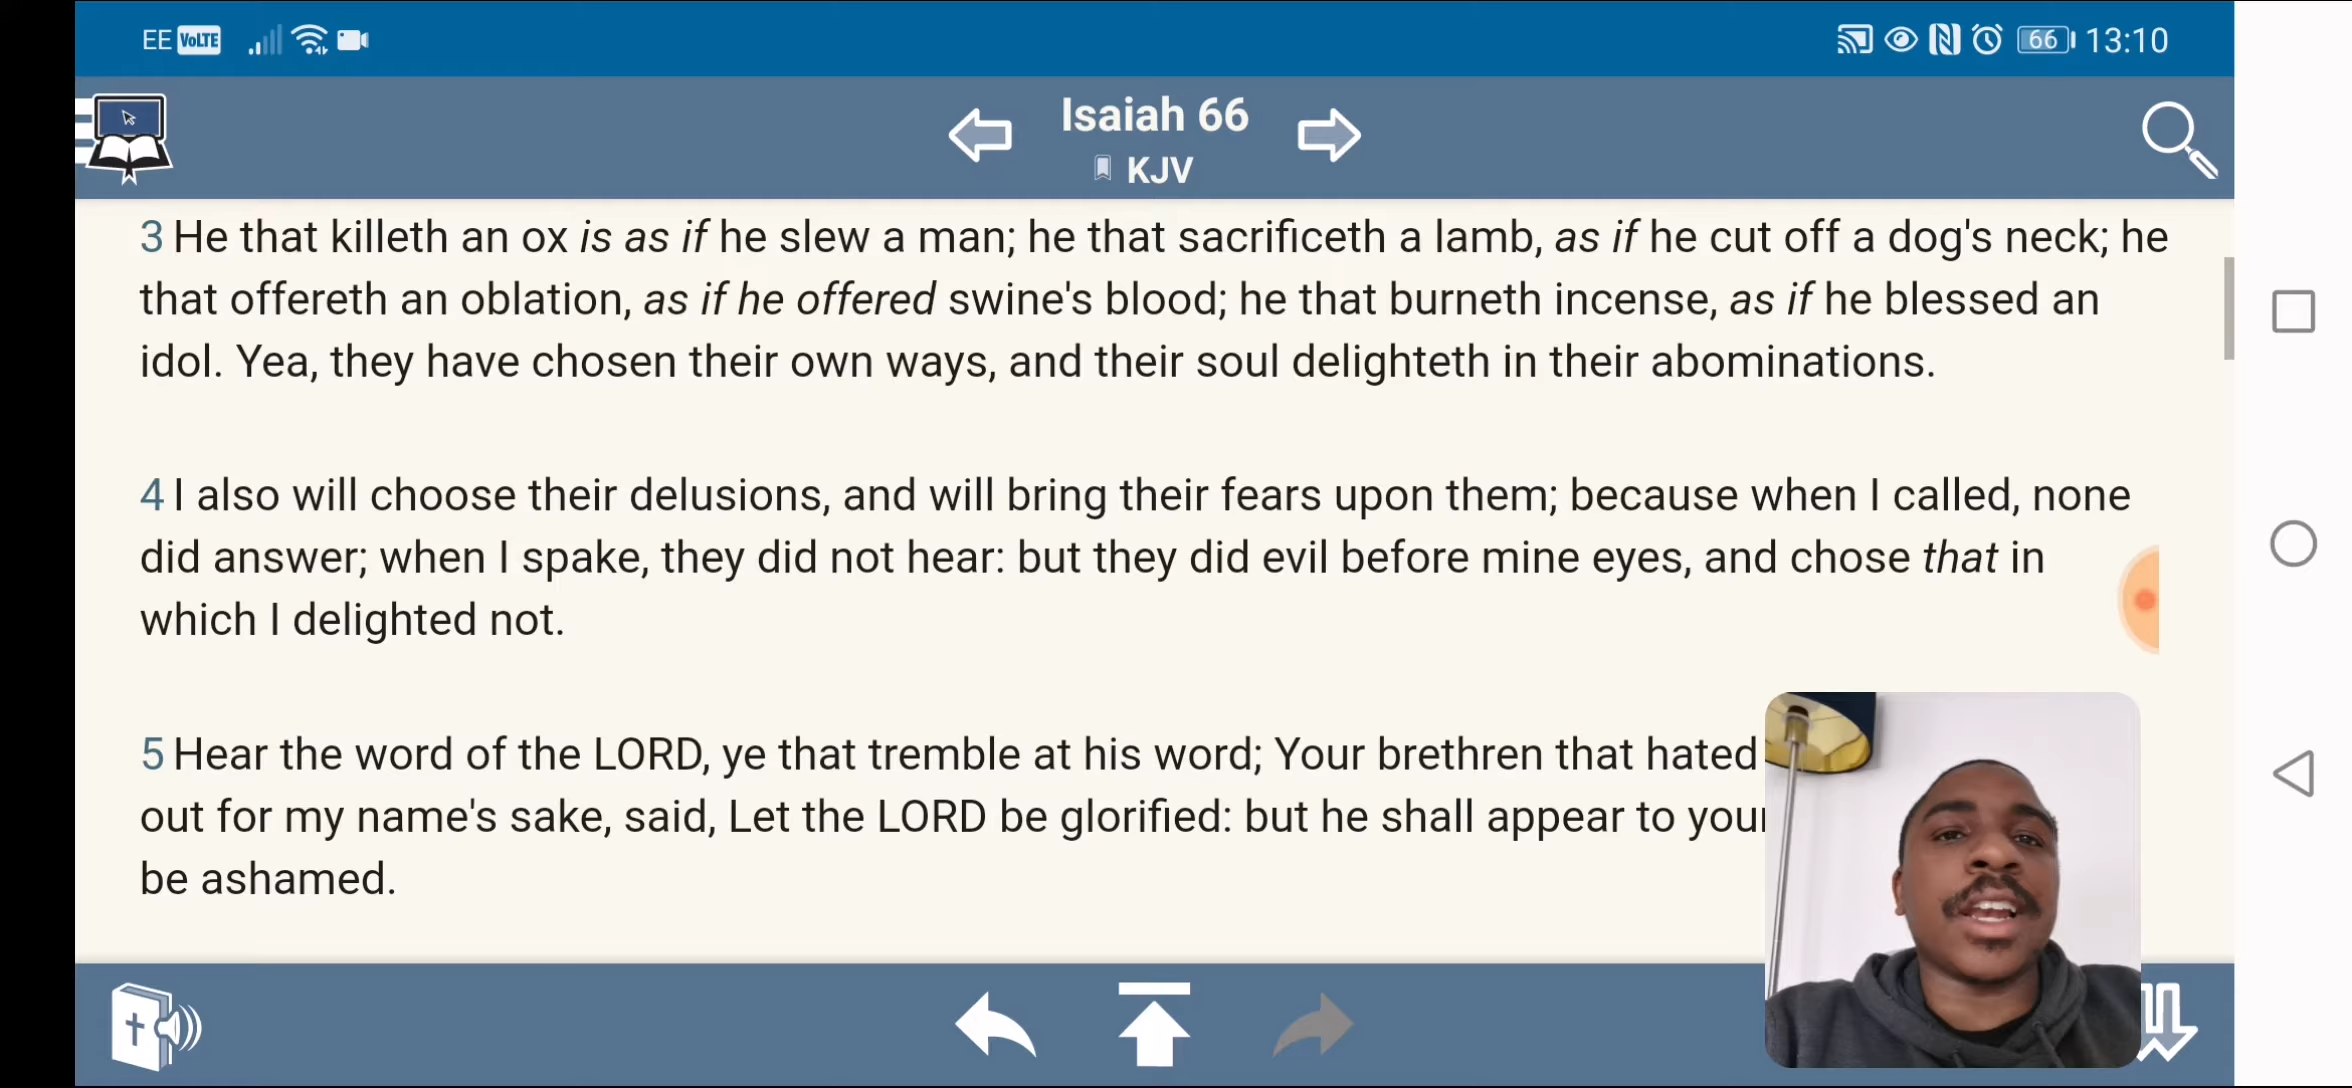 EE VoLTE 66 13:10
Isaiah 66
KJV
3 He that killeth an ox is as if he slew a man; he that sacrificeth a lamb, as if he cut off a dog's neck; he
that offereth an oblation, as if he offered swine's blood; he that burneth incense, as if he blessed an
idol. Yea, they have chosen their own ways, and their soul delighteth in their abominations.
4 I also will choose their delusions, and will bring their fears upon them; because when I called, none
did answer; when I spake, they did not hear: but they did evil before mine eyes, and chose that in
which I delighted not.
5 Hear the word of the LORD, ye that tremble at his word; Your brethren that hated
out for my name's sake, said, Let the LORD be glorified: but he shall appear to
be ashamed.